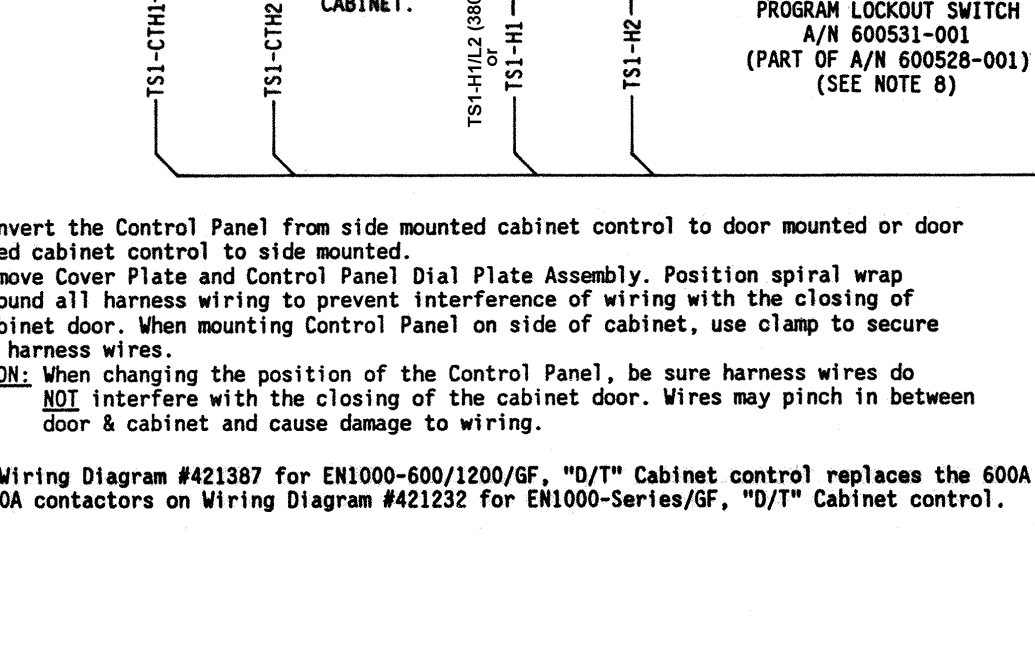 TS1-CTH1
TS1-CTH2
CABINET.
TS1-H1/L2 (380
or
TS1-H1
TS1-H2
PROGRAM LOCKOUT SWITCH
A/N 600531-001
(PART OF A/N 600528-001)
(SEE NOTE 8)
nvert the Control Panel from side mounted cabinet control to door mounted or door
ed cabinet control to side mounted.
move Cover Plate and Control Panel Dial Plate Assembly. Position spiral wrap
ound all harness wiring to prevent interference of wiring with the closing of
binet door. When mounting Control Panel on side of cabinet, use clamp to secure
harness wires.
ON: When changing the position of the Control Panel, be sure harness wires do
NOT interfere with the closing of the cabinet door. Wires may pinch in between
door & cabinet and cause damage to wiring.
Wiring Diagram #421387 for EN1000-600/1200/GF, "D/T" Cabinet control replaces the 600A
0A contactors on Wiring Diagram #421232 for EN1000-Series/GF, "D/T" Cabinet control.